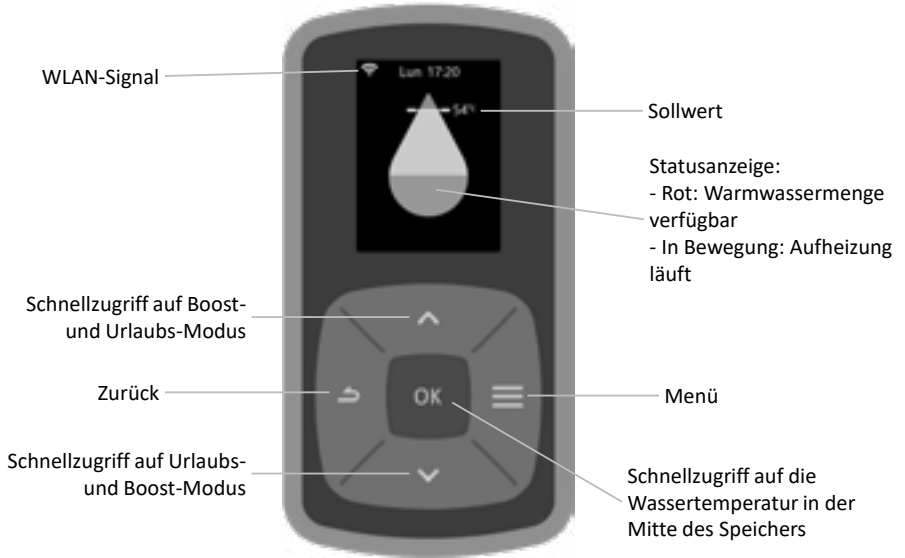 WLAN-Signal
Lun 17:20
54°c
Sollwert
Statusanzeige:
- Rot: Warmwassermenge
verfügbar
- In Bewegung: Aufheizung
läuft
Schnellzugriff auf Boost-
und Urlaubs-Modus
Zurück
OK
Menü
Schnellzugriff auf Urlaubs-
und Boost-Modus
Schnellzugriff auf die
Wassertemperatur in der
Mitte des Speichers